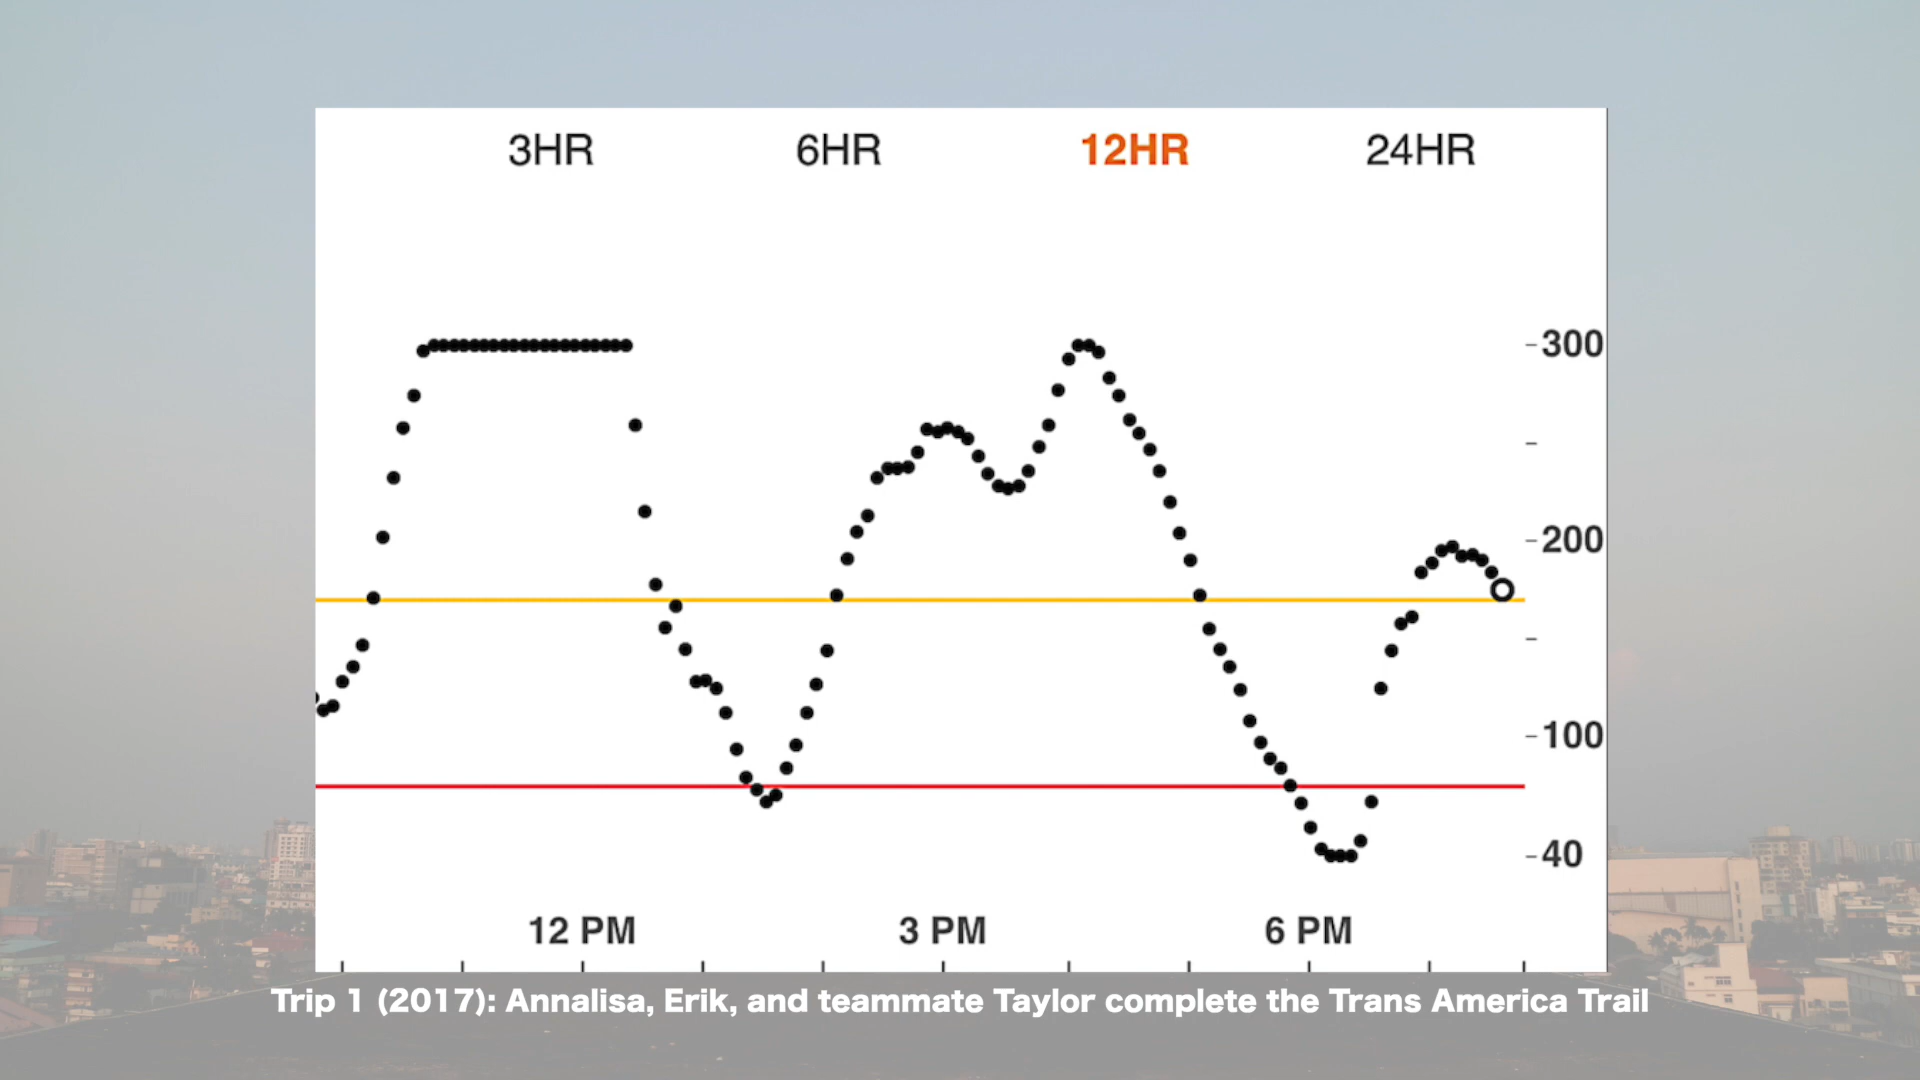 3HR 6HR 12HR 24HR
300
200
100
40
12 PM 3 PM 6 PM
Trip 1 (2017): Annalisa, Erik, and teammate Taylor complete the Trans America Trail